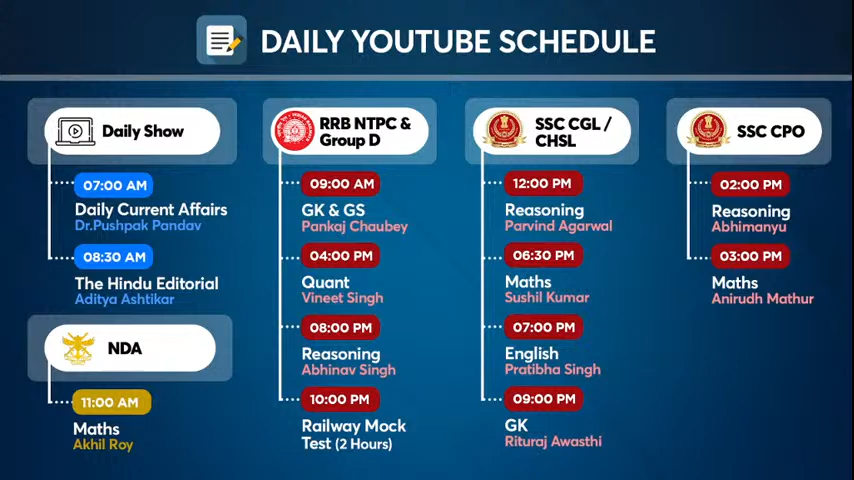 DAILY YOUTUBE SCHEDULE
Daily Show
07:00 AM
Daily Current Affairs
Dr.Pushpak Pandav
08:30 AM
The Hindu Editorial
Aditya Ashtikar
NDA
11:00 AM
Maths
Akhil Roy
RRB NTPC &
Group D
09:00 AM
GK & GS
Pankaj Chaubey
04:00 PM
Quant
Vineet Singh
08:00 PM
Reasoning
Abhinav Singh
10:00 PM
Railway Mock
Test (2 Hours)
SSC CGL /
CHSL
12:00 PM
Reasoning
Parvind Agarwal
06:30 PM
Maths
Sushil Kumar
07:00 PM
English
Pratibha Singh
09:00 PM
GK
Rituraj Awasthi
SSC CPO
02:00 PM
Reasoning
Abhimanyu
03:00 PM
Maths
Anirudh Mathur